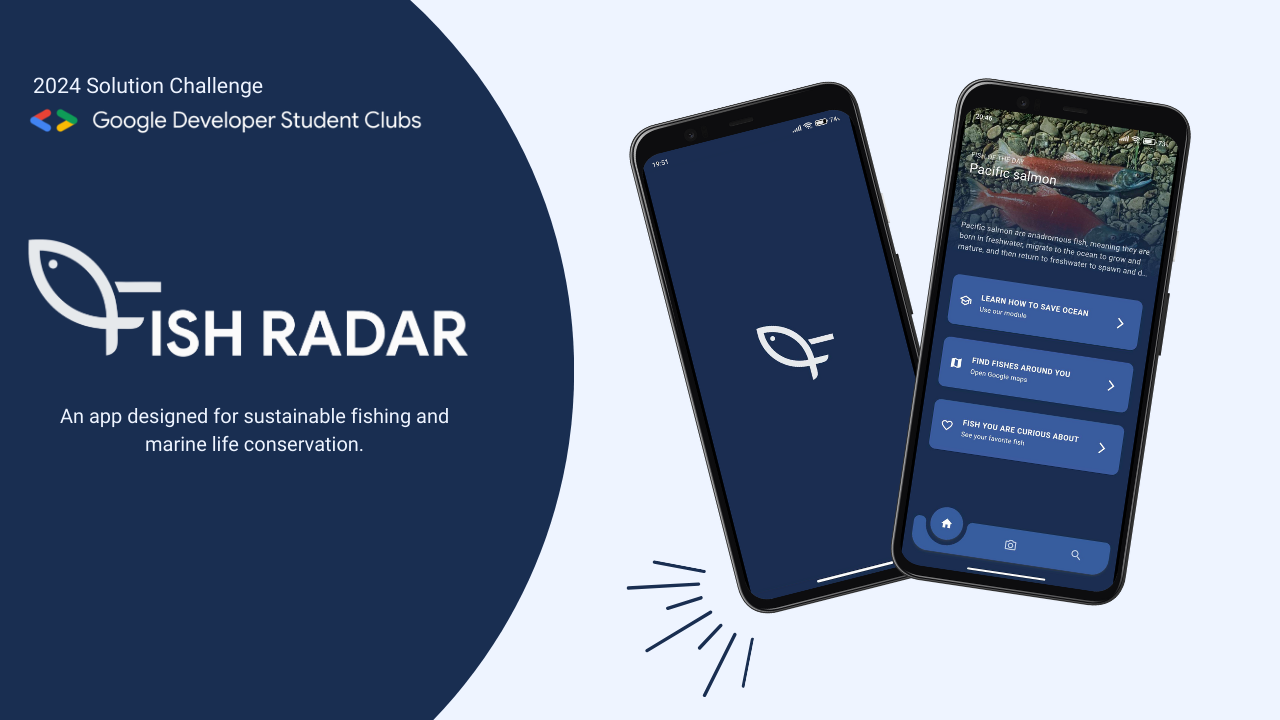 2024 Solution Challenge
Google Developer Student Clubs
FISH RADAR
An app designed for sustainable fishing and
marine life conservation.
19:51
74%
20:46
FISH OF THE DAY
Pacific salmon
Pacific salmon are anadromous fish, meaning they are
born in freshwater, migrate to the ocean to grow and
mature, and then return to freshwater to spawn and d...
LEARN HOW TO SAVE OCEAN
Use our module
FIND FISHES AROUND YOU
Open Google maps
FISH YOU ARE CURIOUS ABOUT
See your favorite fish